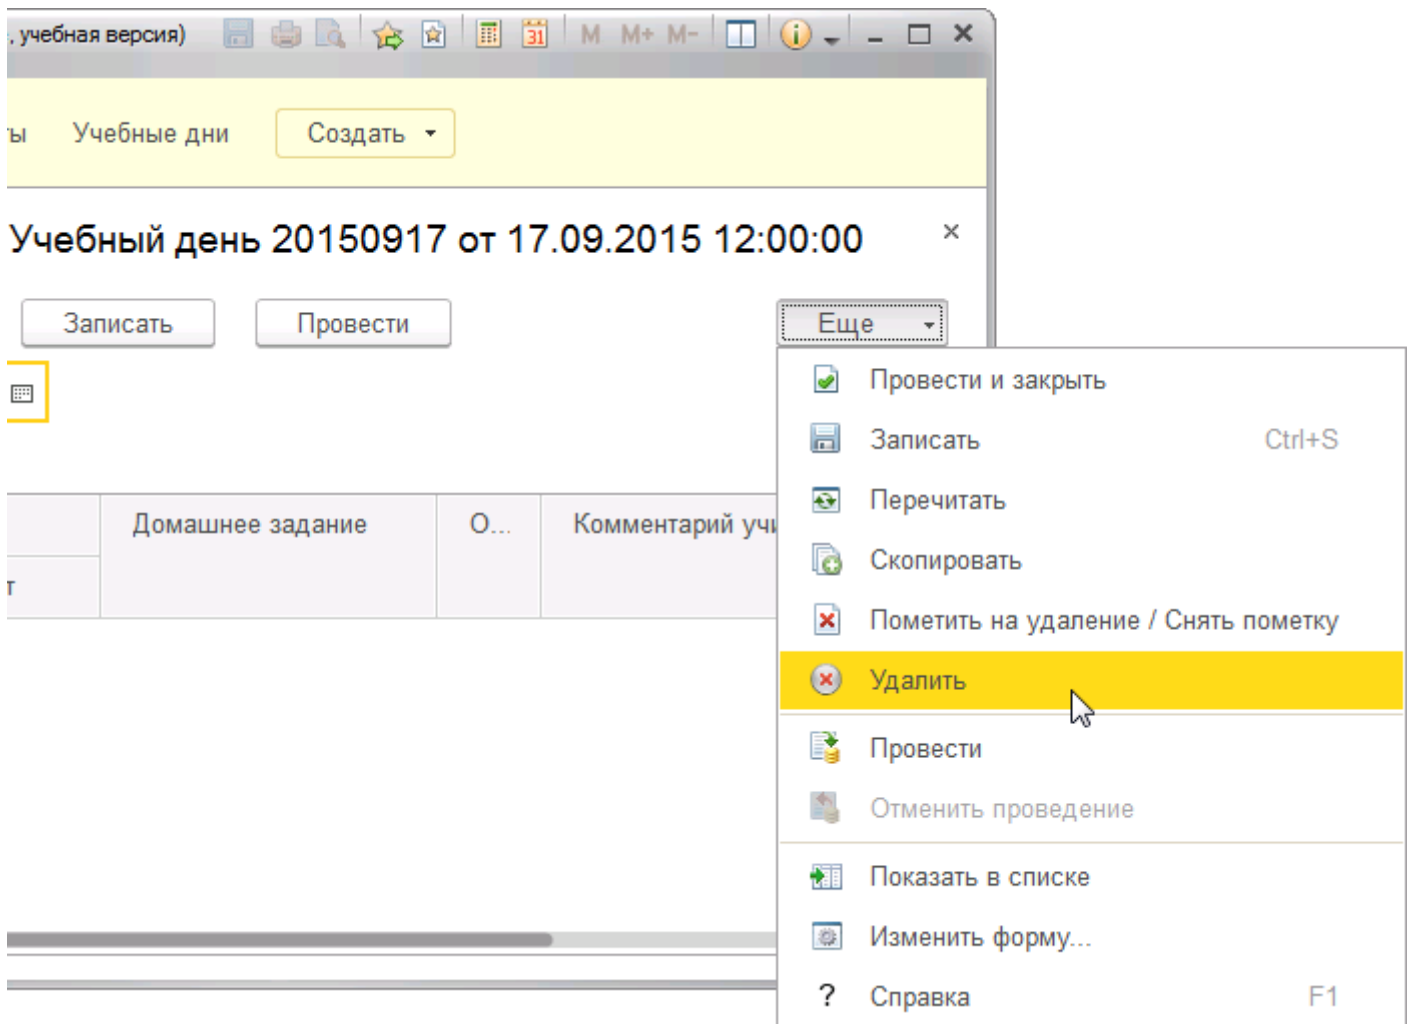 , учебная версия)
31 M M+ M-
ты Учебные дни Создать
Учебный день 20150917 от 17.09.2015 12:00:00
Записать Провести Еще
Провести и закрыть
Записать Ctrl+S
Перечитать
Домашнее задание О... Комментарий учи
Скопировать
т
Пометить на удаление / Снять пометку
Удалить
Провести
Отменить проведение
Показать в списке
Изменить форму...
? Справка F1